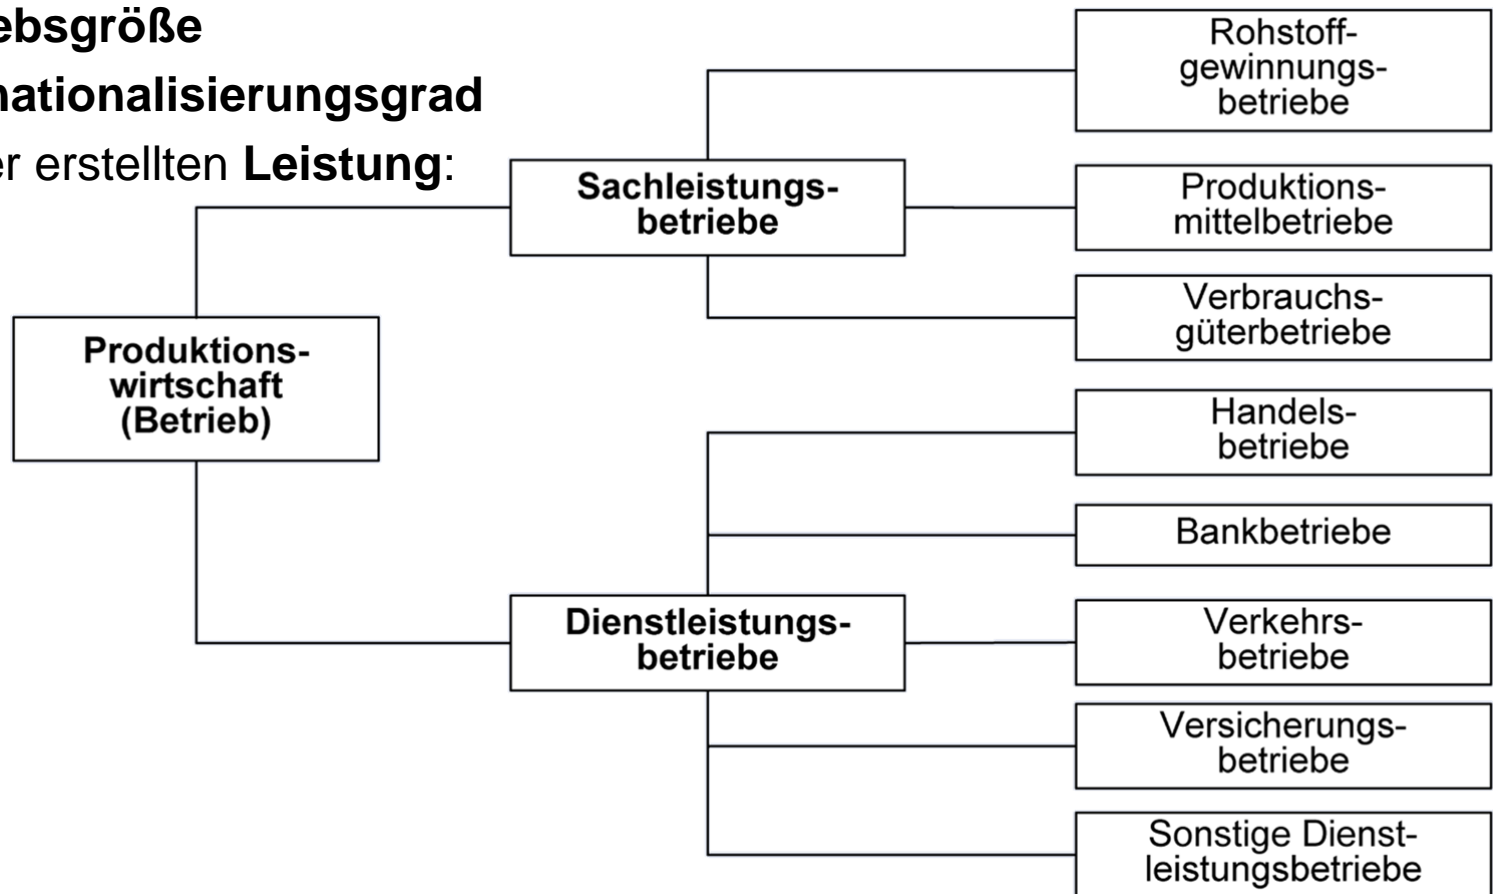 ebsgröße
nationalisierungsgrad
er erstellten Leistung:
Rohstoff-
gewinnungs-
betriebe
Sachleistungs-
betriebe
Produktions-
mittelbetriebe
Verbrauchs-
güterbetriebe
Produktions-
wirtschaft
(Betrieb)
Handels-
betriebe
Bankbetriebe
Dienstleistungs-
betriebe
Verkehrs-
betriebe
Versicherungs-
betriebe
Sonstige Dienst-
leistungsbetriebe